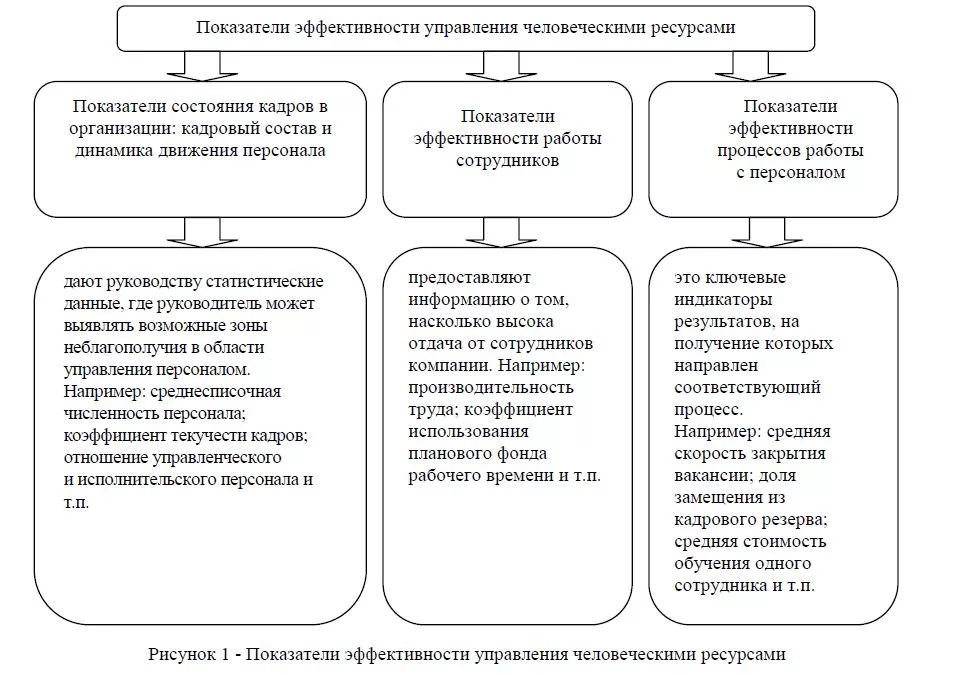 Показатели эффективности управления человеческими ресурсами
Показатели состояния кадров в
организации: кадровый состав и
динамика движения персонала
Показатели
эффективности работы
сотрудников
Показатели
эффективности
процессов работы
с персоналом
дают руководству статистические
данные, где руководитель может
выявлять возможные зоны
неблагополучия в области
управления персоналом.
Например: среднесписочная
численность персонала;
коэффициент текучести кадров;
отношение управленческого
и исполнительского персонала и
т.п.
предоставляют
информацию о том,
насколько высока
отдача от сотрудников
компании. Например:
производительность
труда; коэффициент
использования
планового фонда
рабочего времени и т.п.
это ключевые
индикаторы
результатов, на
получение которых
направлен
соответствующий
процесс.
Например: средняя
скорость закрытия
вакансии; доля
замещения из
кадрового резерва;
средняя стоимость
обучения одного
сотрудника и т.п.
Рисунок 1 - Показатели эффективности управления человеческими ресурсами